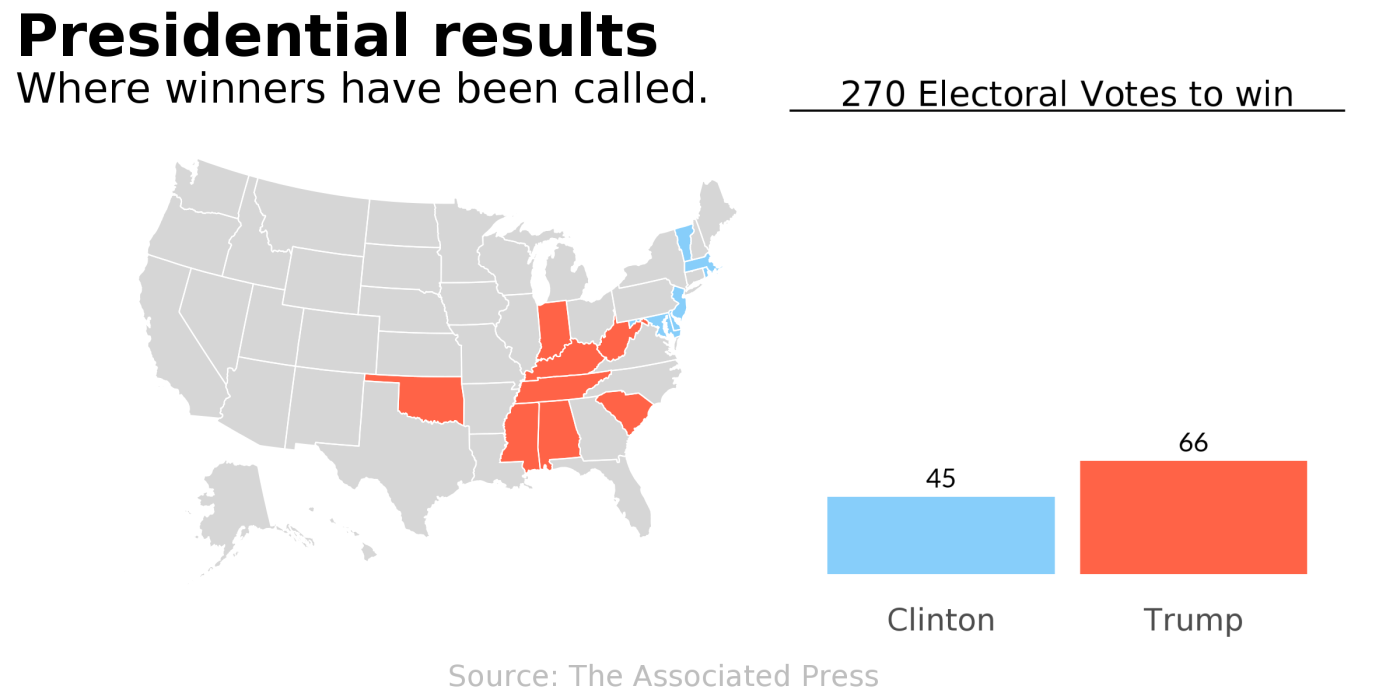 Presidential results
Where winners have been called.
270 Electoral Votes to win
45
66
Clinton
Trump
Source: The Associated Press